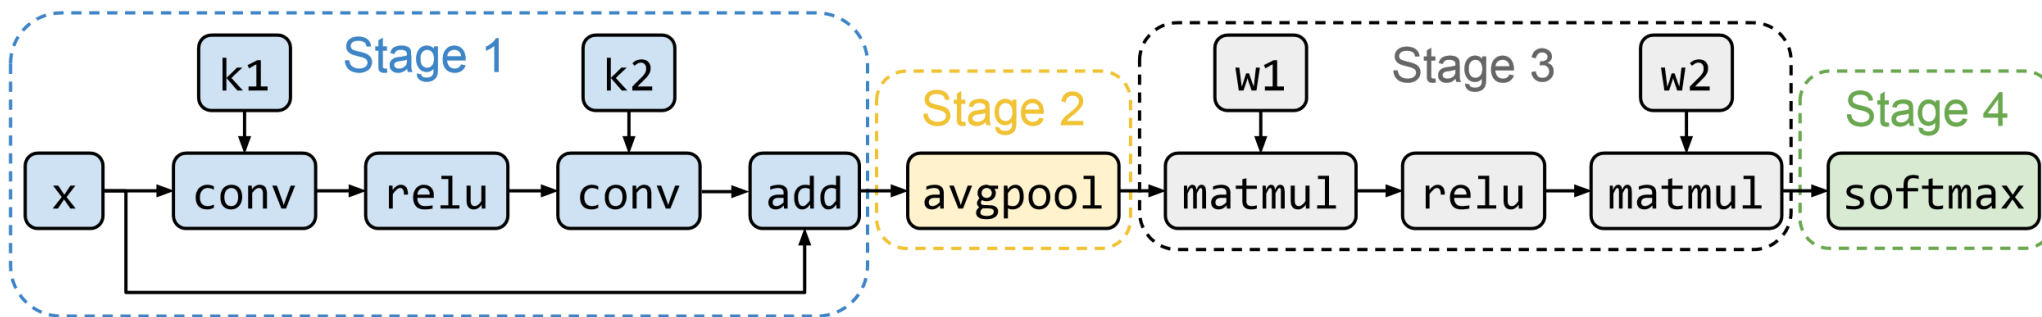 Stage 1
k1
k2
x
conv
relu
conv
add
Stage 2
avgpool
Stage 3
w1
w2
matmul
relu
matmul
Stage 4
softmax